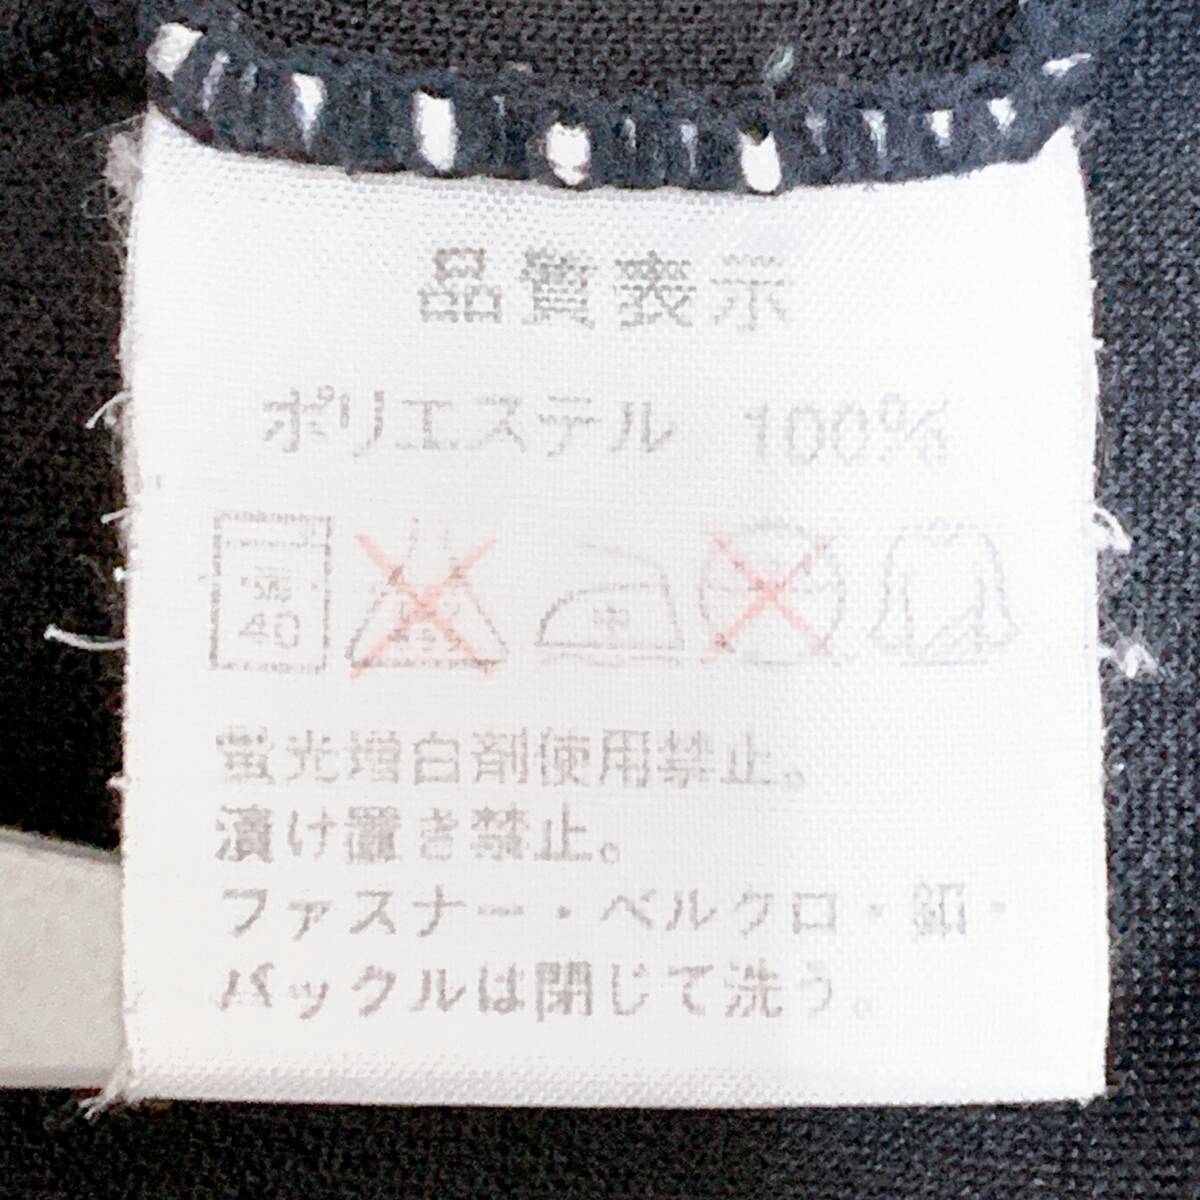 品質表示
ポリエステル 100%
40 中
蛍光増白剤使用禁止。
漬け置き禁止。
ファスナー・ベルクロ・釦・
バックルは閉じて洗う。